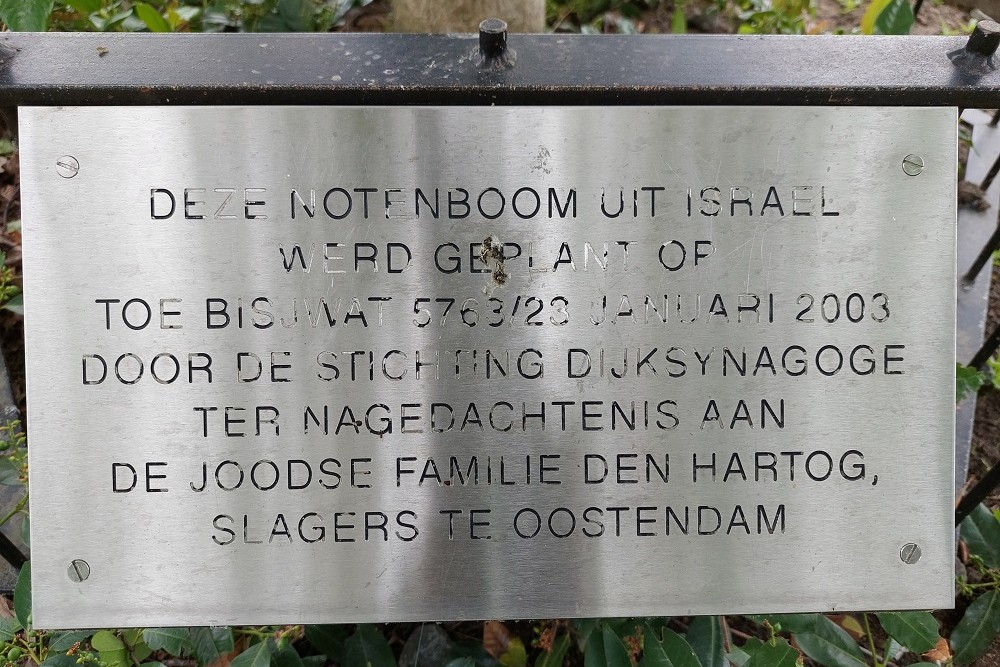 DEZE NOTENBOOM UIT ISRAEL
WERD GEPLANT OP
TOE BISJWAT 5763/23 JANUARI 2003
DOOR DE STICHTING DIJKSYNAGOGE
TER NAGEDACHTENIS AAN
DE JOODSE FAMILIE DEN HARTOG,
SLAGERS TE OOSTENDAM